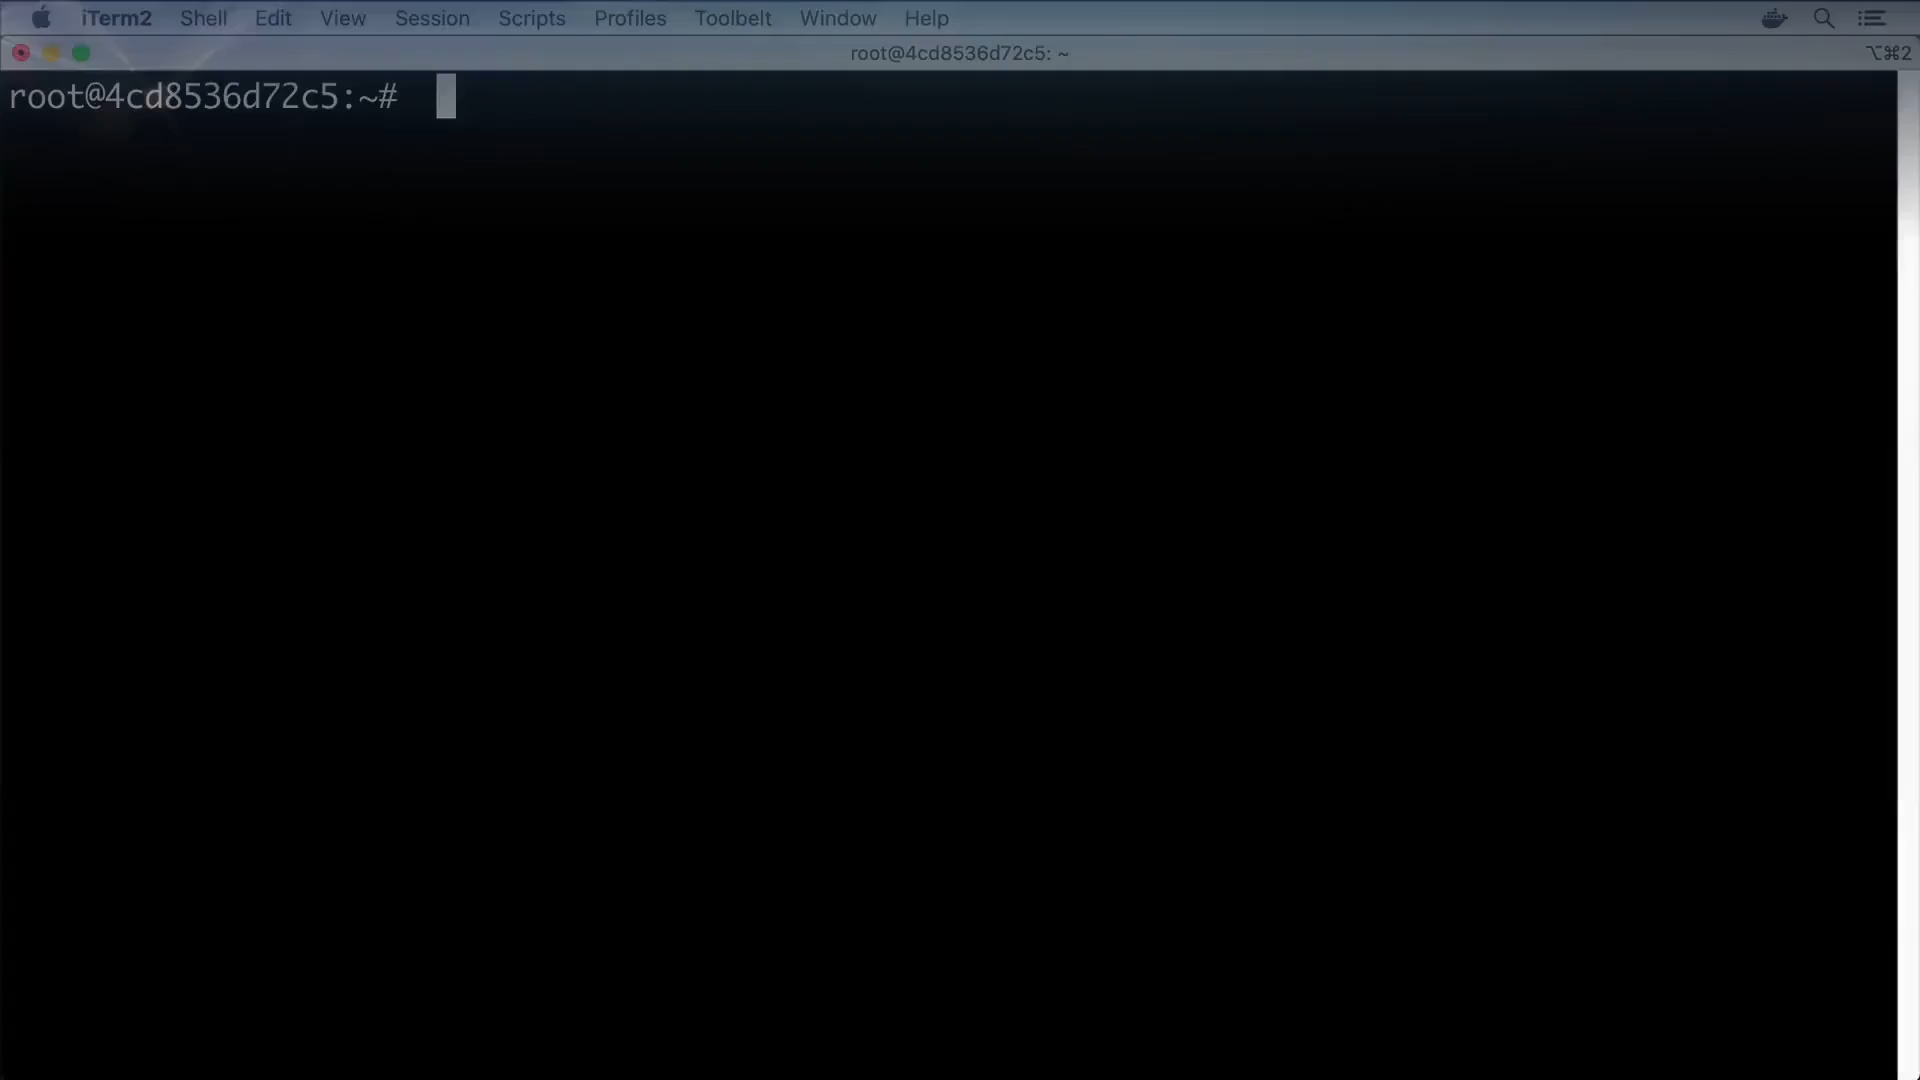 iTerm2 Shell Edit View Session Scripts Profiles Toolbelt Window Help
root@4cd8536d72c5: ~ ⌥⌘2
root@4cd8536d72c5:~#